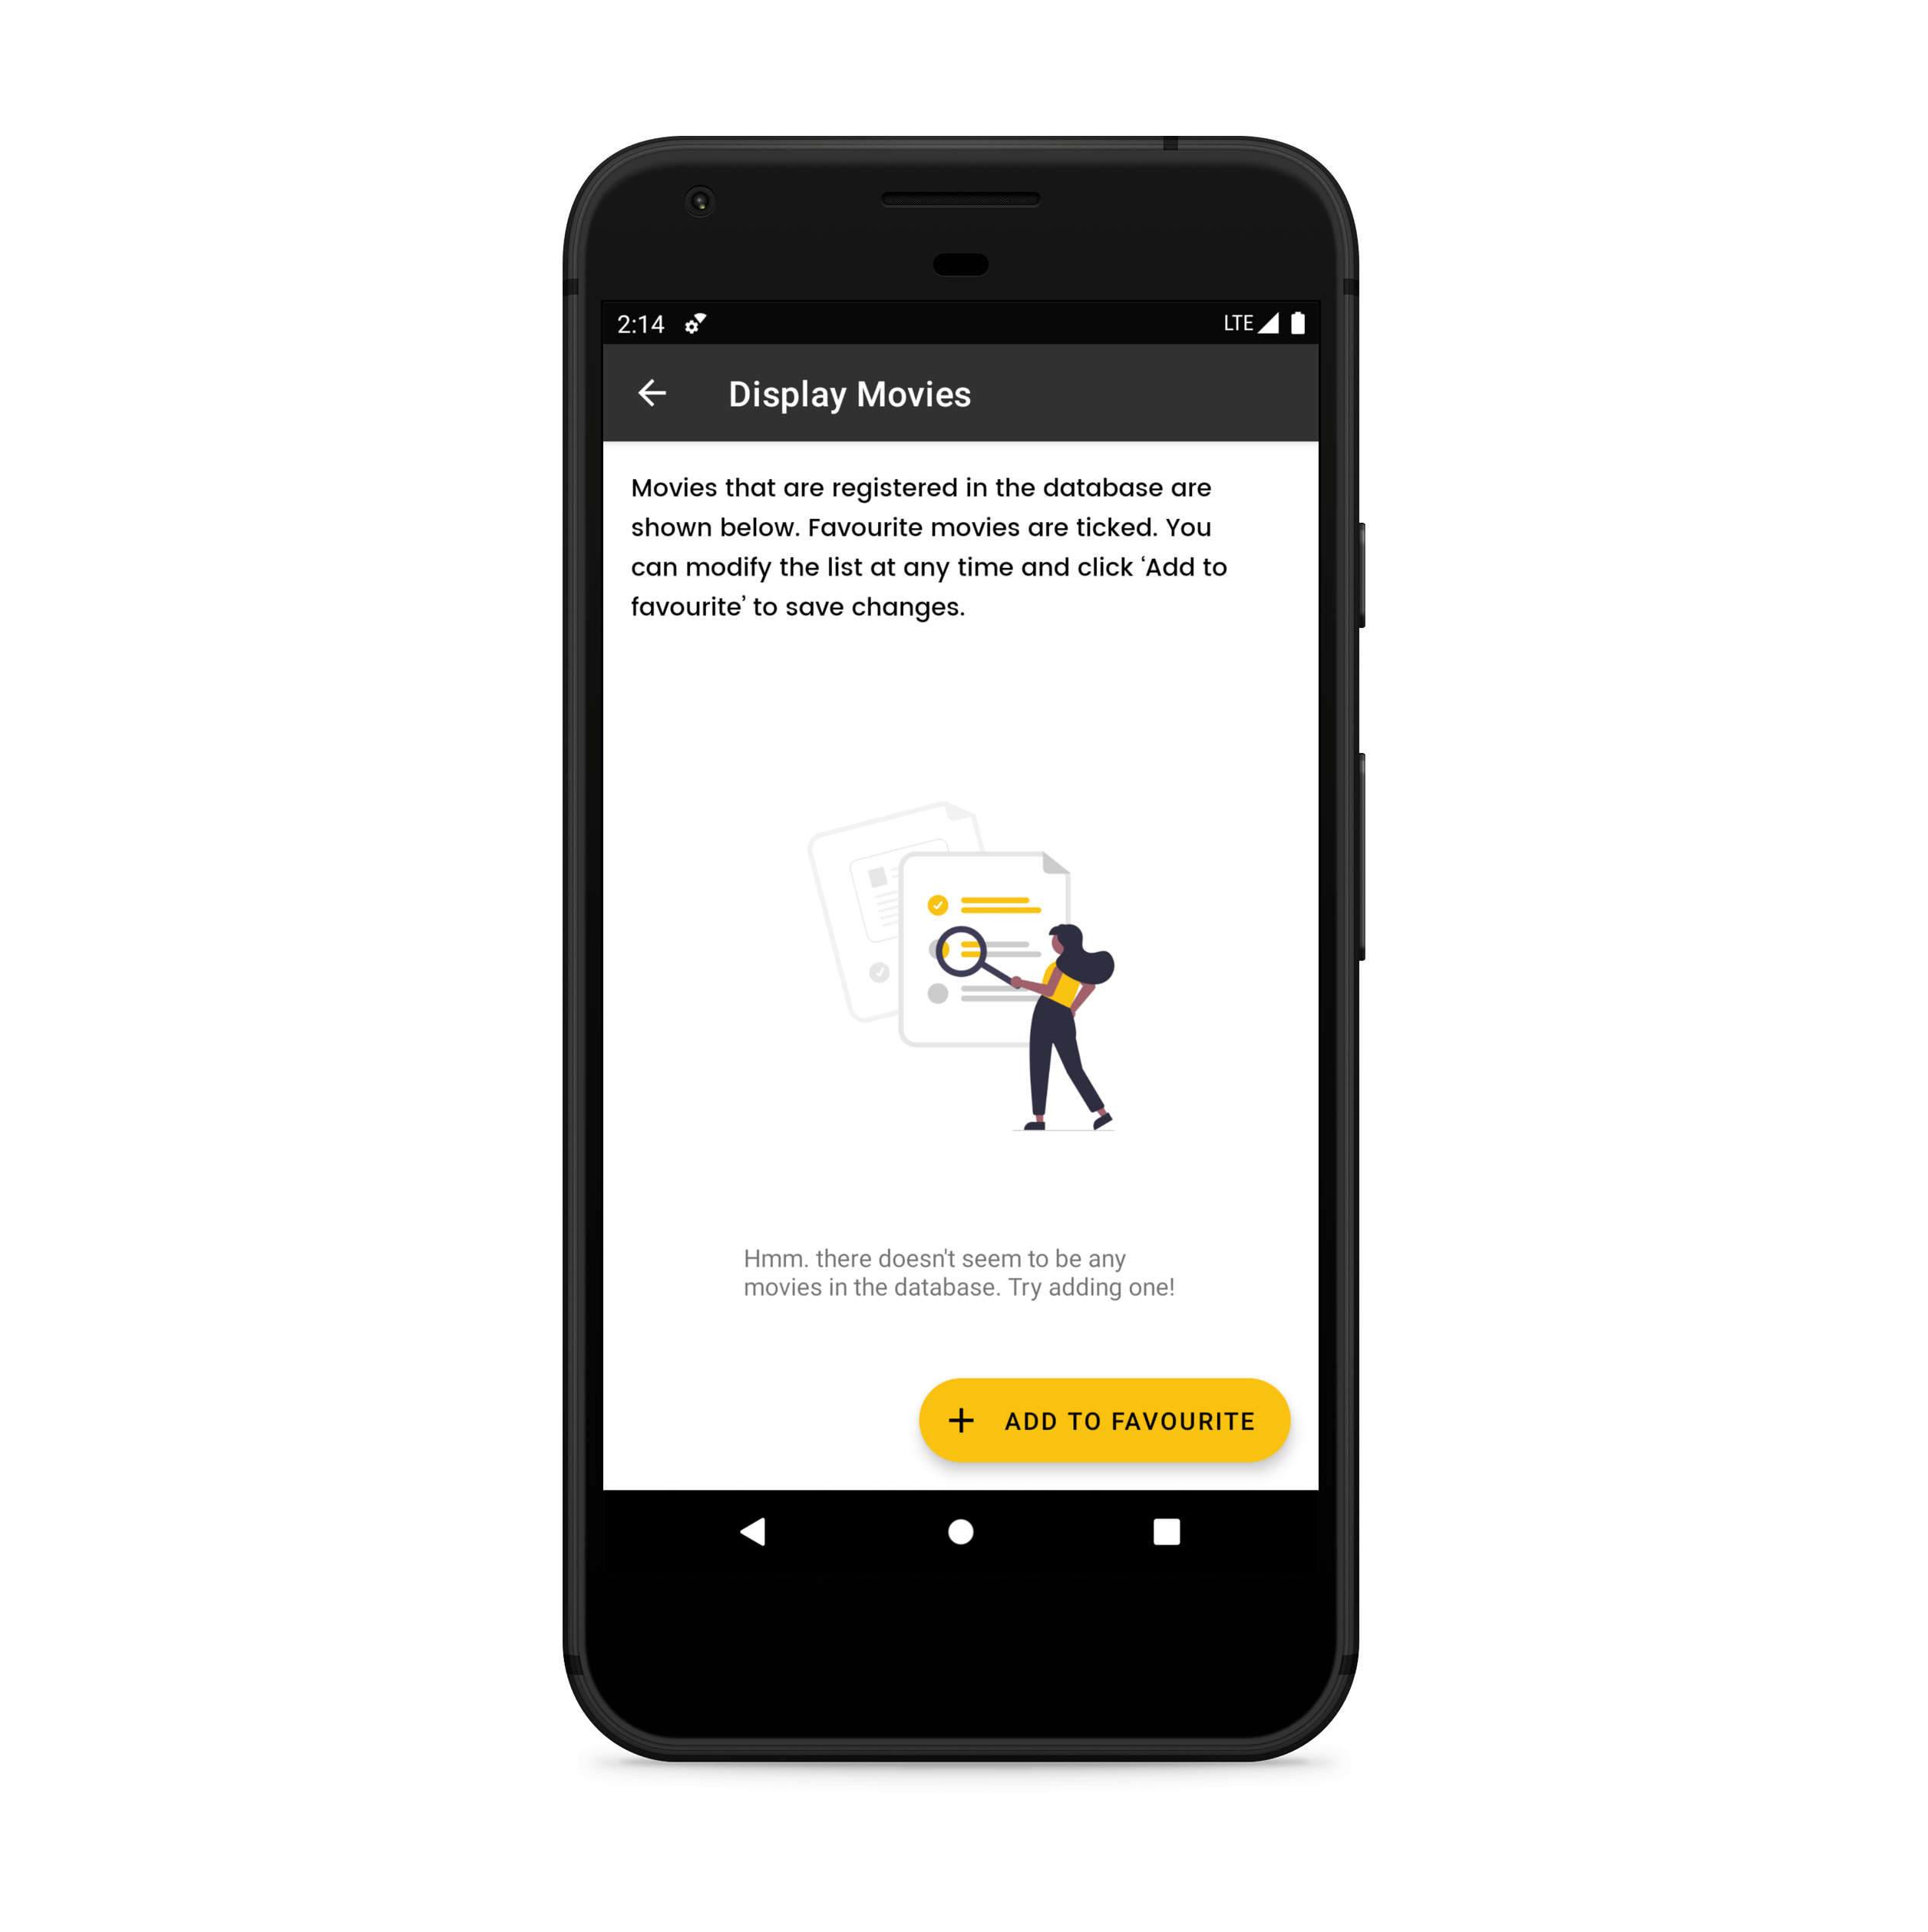 2:14 LTE
Display Movies
Movies that are registered in the database are
shown below. Favourite movies are ticked. You
can modify the list at any time and click ‘Add to
favourite’ to save changes.
Hmm. there doesn't seem to be any
movies in the database. Try adding one!
ADD TO FAVOURITE